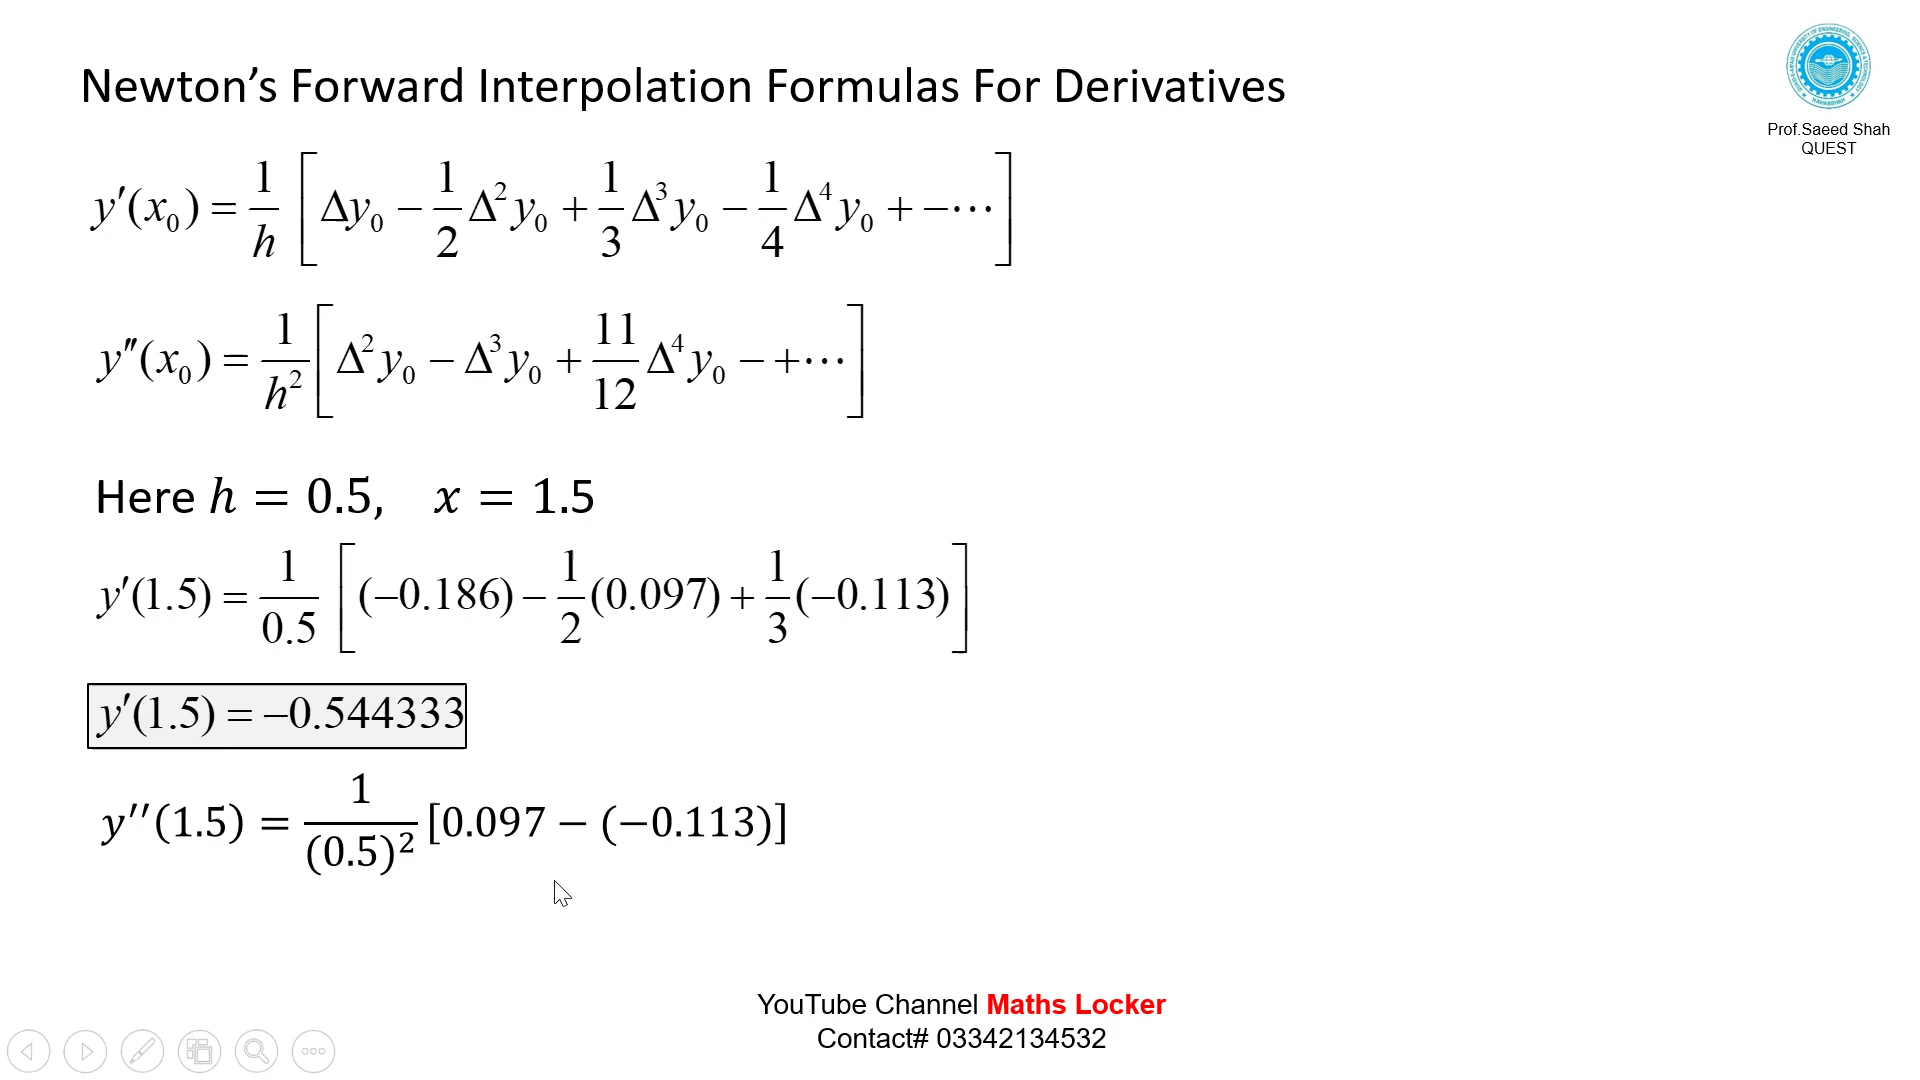 Newton's Forward Interpolation Formulas For Derivatives
Prof.Saeed Shah
QUEST
y′(x₀) = 1/h [Δy₀ − 1/2 Δ²y₀ + 1/3 Δ³y₀ − 1/4 Δ⁴y₀ + −⋯]
y″(x₀) = 1/h² [Δ²y₀ − Δ³y₀ + 11/12 Δ⁴y₀ − +⋯]
Here h = 0.5, x = 1.5
y′(1.5) = 1/0.5 [(−0.186) − 1/2 (0.097) + 1/3 (−0.113)]
y′(1.5) = −0.544333
y′′(1.5) = 1/(0.5)² [0.097 − (−0.113)]
YouTube Channel Maths Locker
Contact# 03342134532